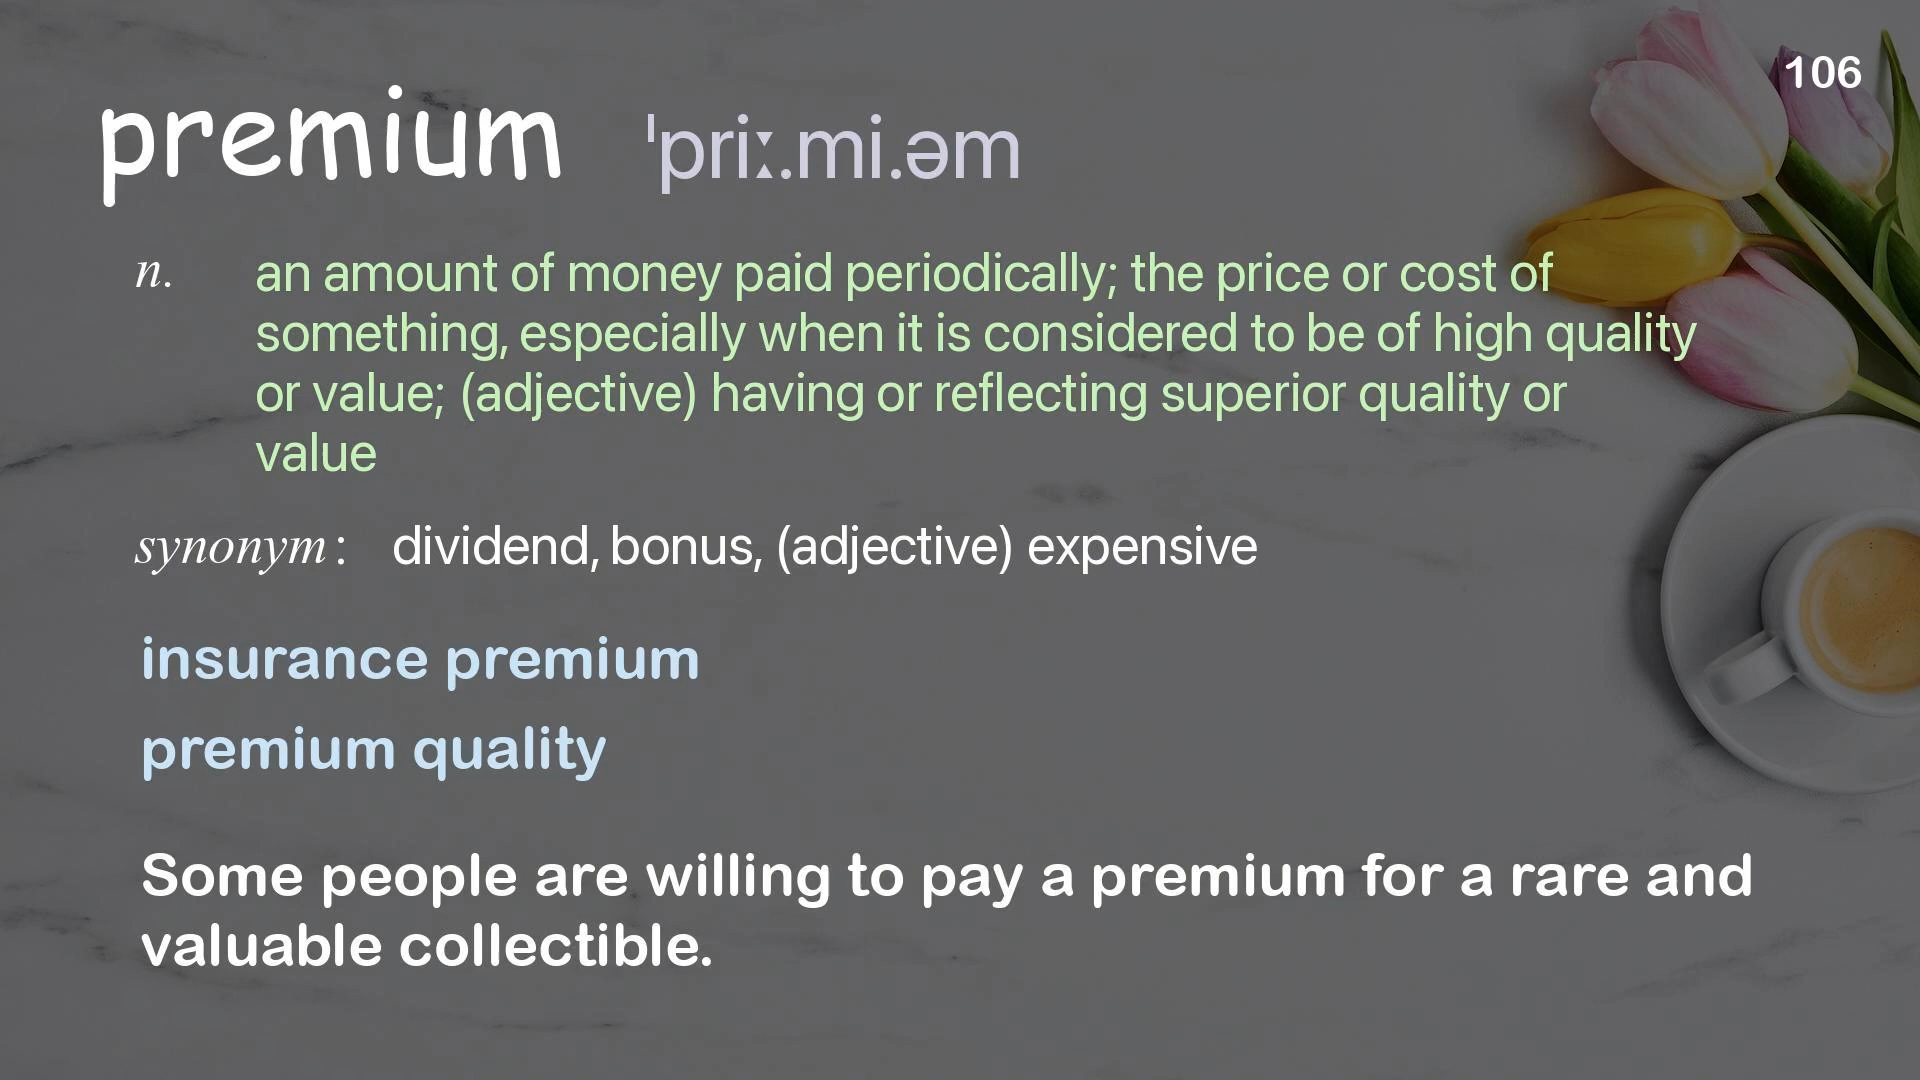 106
premium ˈpriː.mi.əm
n. an amount of money paid periodically; the price or cost of
something, especially when it is considered to be of high quality
or value; (adjective) having or reflecting superior quality or
value
synonym : dividend, bonus, (adjective) expensive
insurance premium
premium quality
Some people are willing to pay a premium for a rare and
valuable collectible.